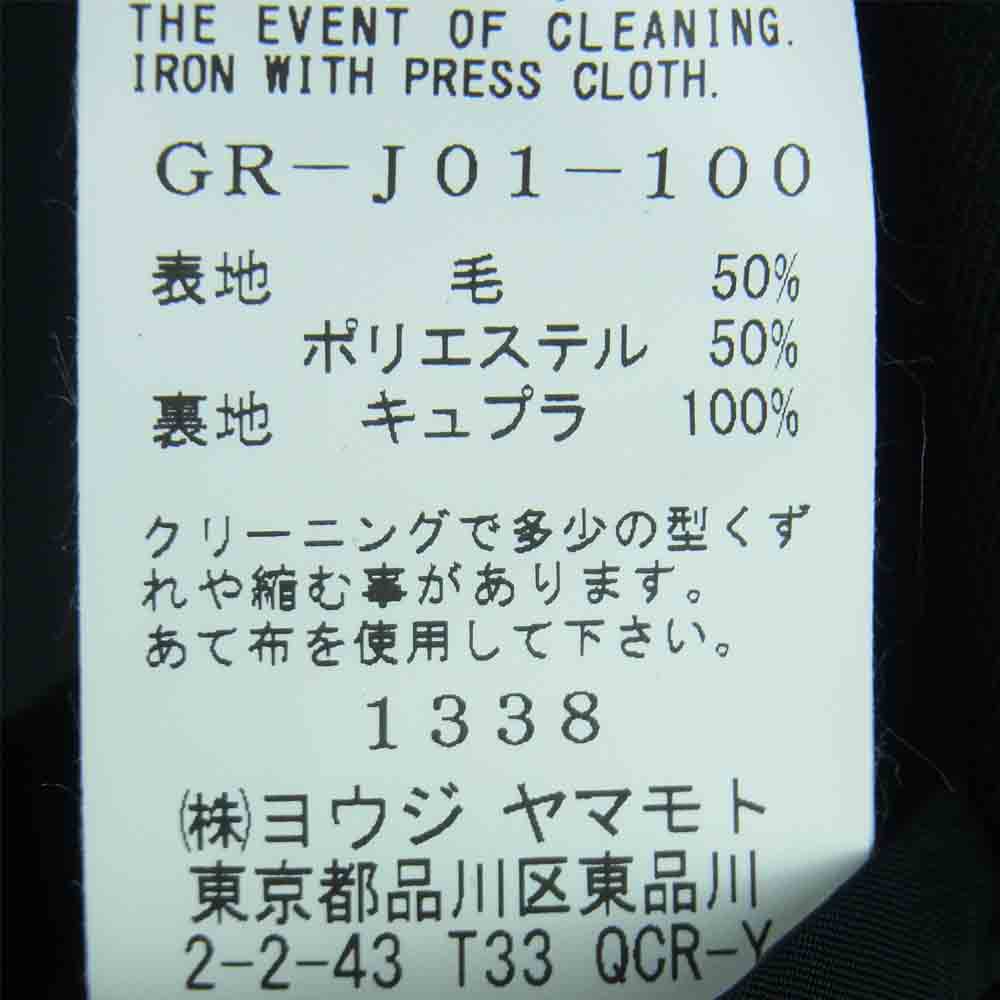 THE EVENT OF CLEANING.
IRON WITH PRESS CLOTH.
GR-J01-100
表地 毛 50%
ポリエステル 50%
裏地 キュプラ 100%
クリーニングで多少の型くず
れや縮む事があります。
あて布を使用して下さい。
1338
㈱ヨウジ ヤマモト
東京都品川区東品川
2-2-43 T33 QCR-Y